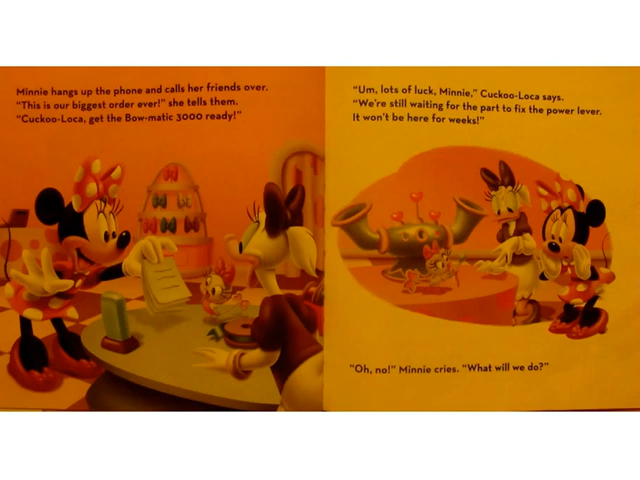 Minnie hangs up the phone and calls her friends over.
"This is our biggest order ever!" she tells them.
"Cuckoo-Loca, get the Bow-matic 3000 ready!"
"Um, lots of luck, Minnie," Cuckoo-Loca says.
"We're still waiting for the part to fix the power lever.
It won't be here for weeks!"
"Oh, no!" Minnie cries. "What will we do?"